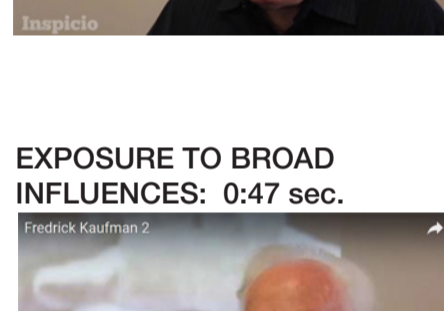 Inspicio
EXPOSURE TO BROAD
INFLUENCES: 0:47 sec.
Fredrick Kaufman 2